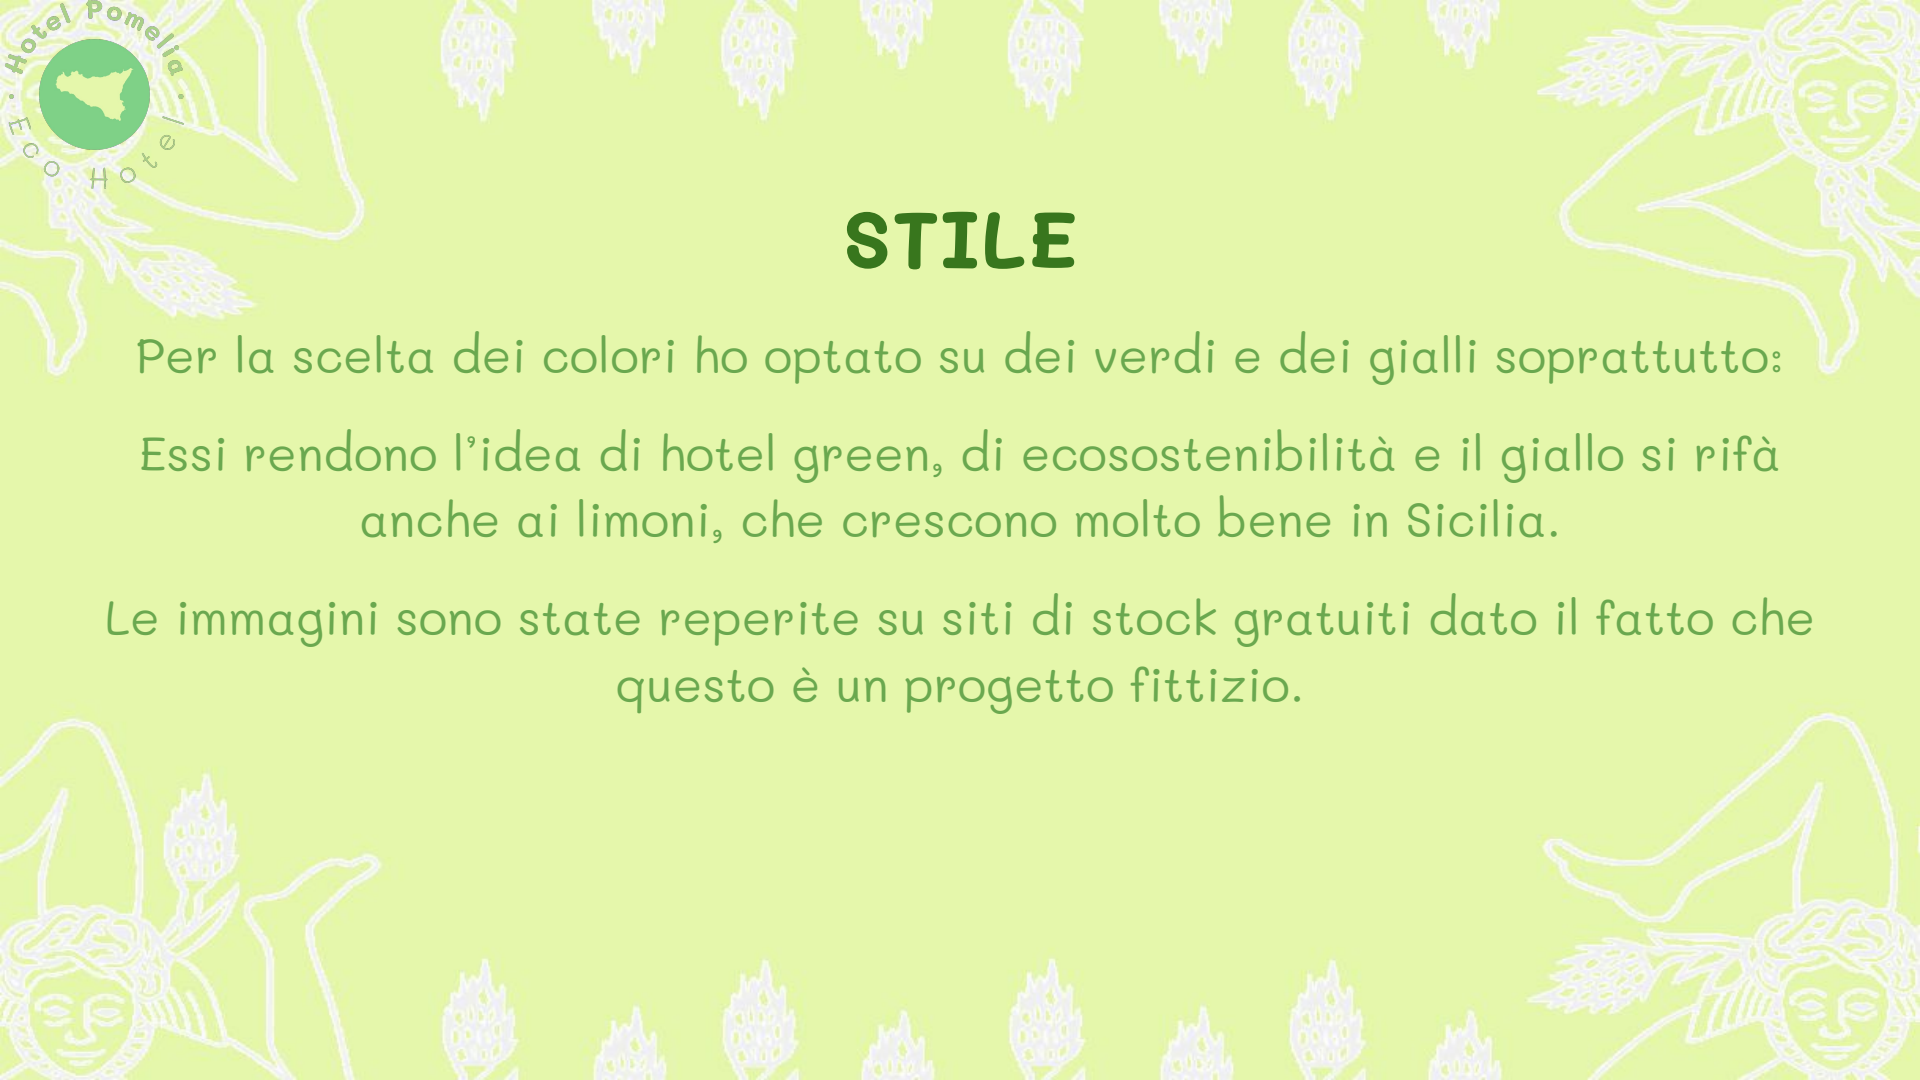 Hotel Pomelia
Eco Hotel
STILE
Per la scelta dei colori ho optato su dei verdi e dei gialli soprattutto:
Essi rendono l’idea di hotel green, di ecosostenibilità e il giallo si rifà
anche ai limoni, che crescono molto bene in Sicilia.
Le immagini sono state reperite su siti di stock gratuiti dato il fatto che
questo è un progetto fittizio.